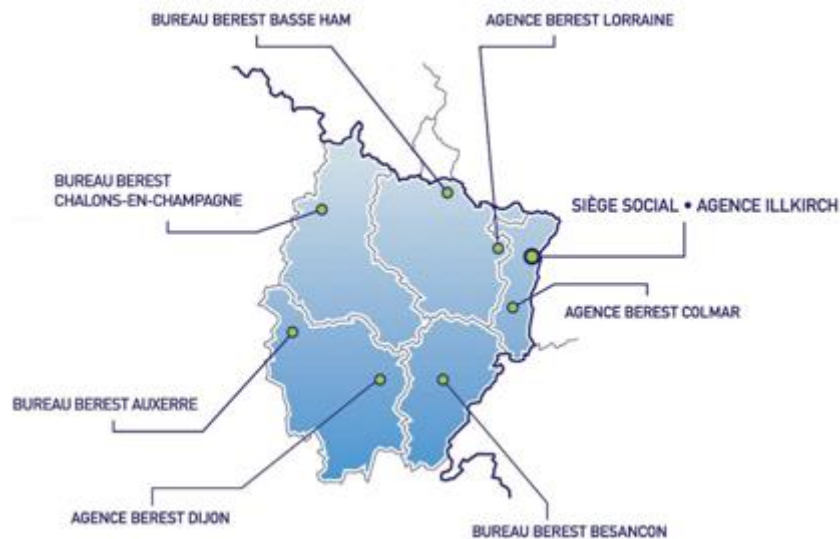 BUREAU BEREST BASSE HAM
AGENCE BEREST LORRAINE
BUREAU BEREST
CHALONS-EN-CHAMPAGNE
SIÈGE SOCIAL • AGENCE ILLKIRCH
AGENCE BEREST COLMAR
BUREAU BEREST AUXERRE
AGENCE BEREST DIJON
BUREAU BEREST BESANCON